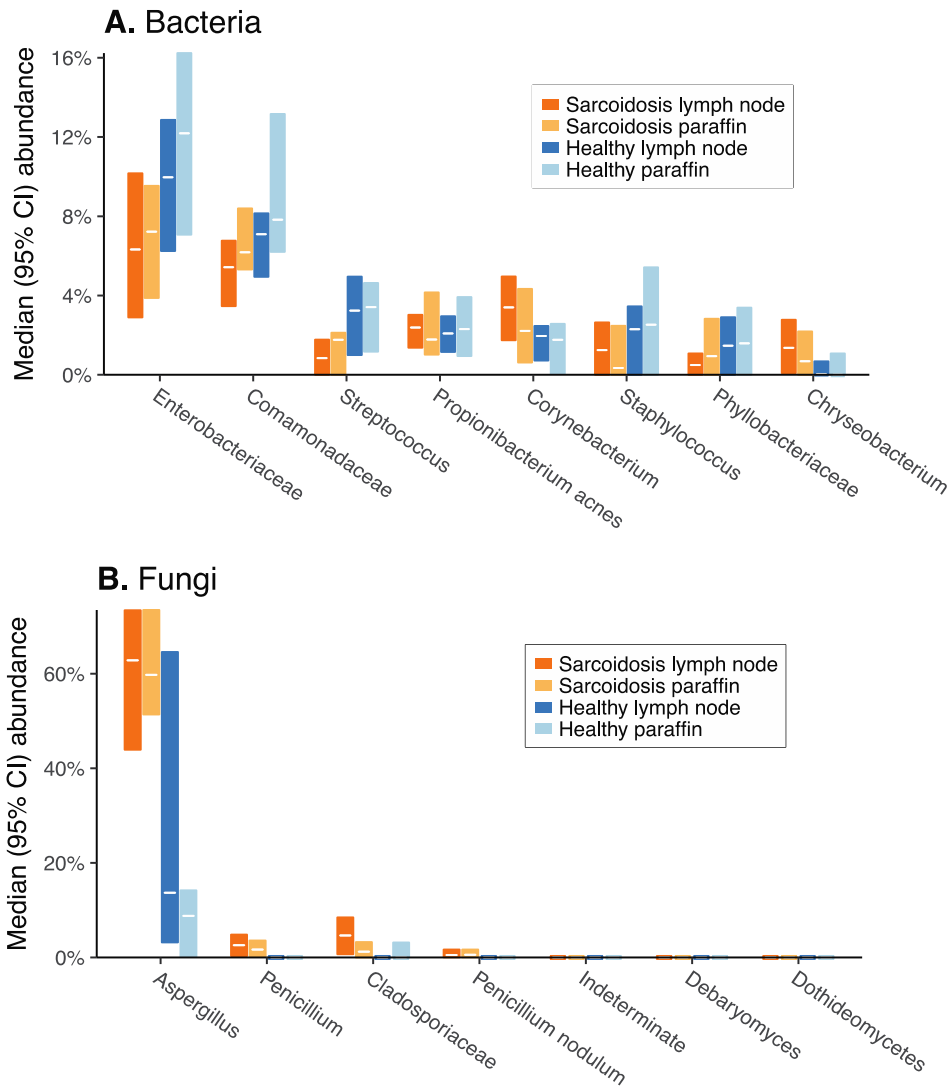 A. Bacteria
Median (95% CI) abundance
16%
12%
8%
4%
0%
Sarcoidosis lymph node
Sarcoidosis paraffin
Healthy lymph node
Healthy paraffin
Enterobacteriaceae
Comamonadaceae
Streptococcus
Propionibacterium acnes
Corynebacterium
Staphylococcus
Phyllobacteriaceae
Chryseobacterium
B. Fungi
Median (95% CI) abundance
60%
40%
20%
0%
Sarcoidosis lymph node
Sarcoidosis paraffin
Healthy lymph node
Healthy paraffin
Aspergillus
Penicillium
Cladosporiaceae
Penicillium nodulum
Indeterminate
Debaryomyces
Dothideomycetes